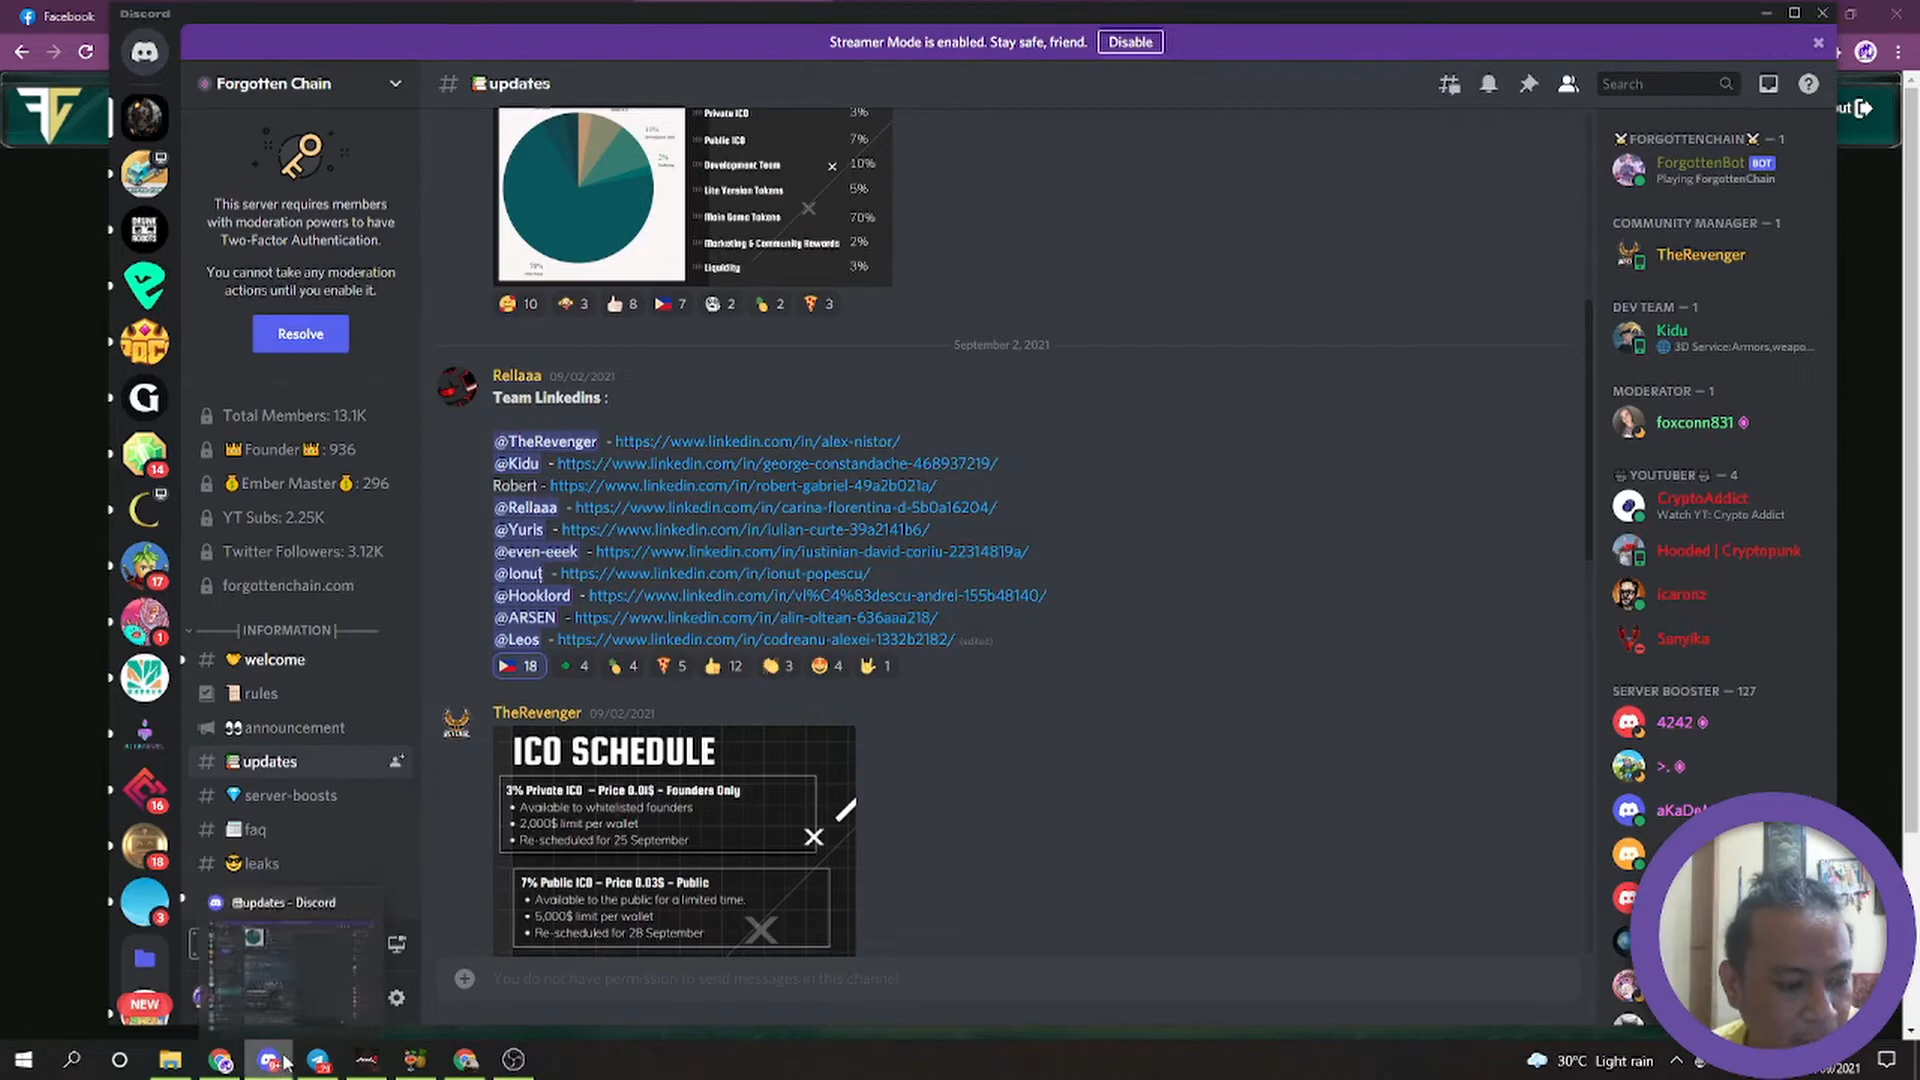 Facebook
Discord
Streamer Mode is enabled. Stay safe, friend.
Disable
Forgotten Chain
updates
Search
This server requires members
with moderation powers to have
Two-Factor Authentication.
You cannot take any moderation
actions until you enable it.
Resolve
Total Members: 13.1K
Founder : 936
Ember Master : 296
YT Subs: 2.25K
Twitter Followers: 3.12K
forgottenchain.com
INFORMATION
welcome
rules
announcement
updates
server-boosts
faq
leaks
updates - Discord
DRUNK ROBOTS
14
17
1
16
18
3
NEW
Private ICO 3%
Public ICO 7%
Development Team 10%
Lite Version Tokens 5%
Main Game Tokens 70%
Marketing & Community Rewards 2%
Liquidity 3%
10 3 8 7 2 2 3
September 2, 2021
Rellaaa 09/02/2021
Team Linkedins :
@TheRevenger - https://www.linkedin.com/in/alex-nistor/
@Kidu - https://www.linkedin.com/in/george-constandache-468937219/
Robert - https://www.linkedin.com/in/robert-gabriel-49a2b021a/
@Rellaaa - https://www.linkedin.com/in/carina-florentina-d-5b0a16204/
@Yuris - https://www.linkedin.com/in/iulian-curte-39a2141b6/
@even-eeek - https://www.linkedin.com/in/iustinian-david-coriiu-22314819a/
@Ionuț - https://www.linkedin.com/in/ionut-popescu/
@Hooklord - https://www.linkedin.com/in/vl%C4%83descu-andrei-155b48140/
@ARSEN - https://www.linkedin.com/in/alin-oltean-636aaa218/
@Leos - https://www.linkedin.com/in/codreanu-alexei-1332b2182/ (edited)
18 4 4 5 12 3 4 1
TheRevenger 09/02/2021
ICO SCHEDULE
3% Private ICO – Price 0.01$ – Founders Only
• Available to whitelisted founders
• 2,000$ limit per wallet
• Re-scheduled for 25 September
7% Public ICO – Price 0.03$ – Public
• Available to the public for a limited time.
• 5,000$ limit per wallet
• Re-scheduled for 28 September
You do not have permission to send messages in this channel.
FORGOTTENCHAIN — 1
ForgottenBot BOT
Playing ForgottenChain
COMMUNITY MANAGER — 1
TheRevenger
DEV TEAM — 1
Kidu
3D Service:Armors,weapo...
MODERATOR — 1
foxconn831
YOUTUBER — 4
CryptoAddict
Watch YT: Crypto Addict
Hooded | Cryptopunk
icaronz
Sanyika
SERVER BOOSTER — 127
4242
>.
30°C Light rain